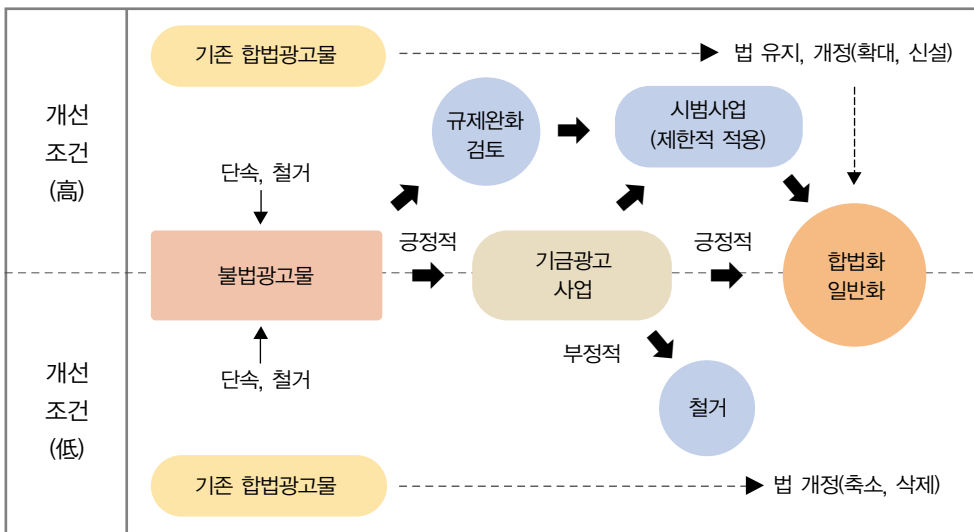 개선
조건
(高)
기존 합법광고물
법 유지, 개정(확대, 신설)
규제완화
검토
시범사업
(제한적 적용)
단속, 철거
불법광고물
긍정적
기금광고
사업
긍정적
합법화
일반화
개선
조건
(低)
단속, 철거
부정적
철거
기존 합법광고물
법 개정(축소, 삭제)